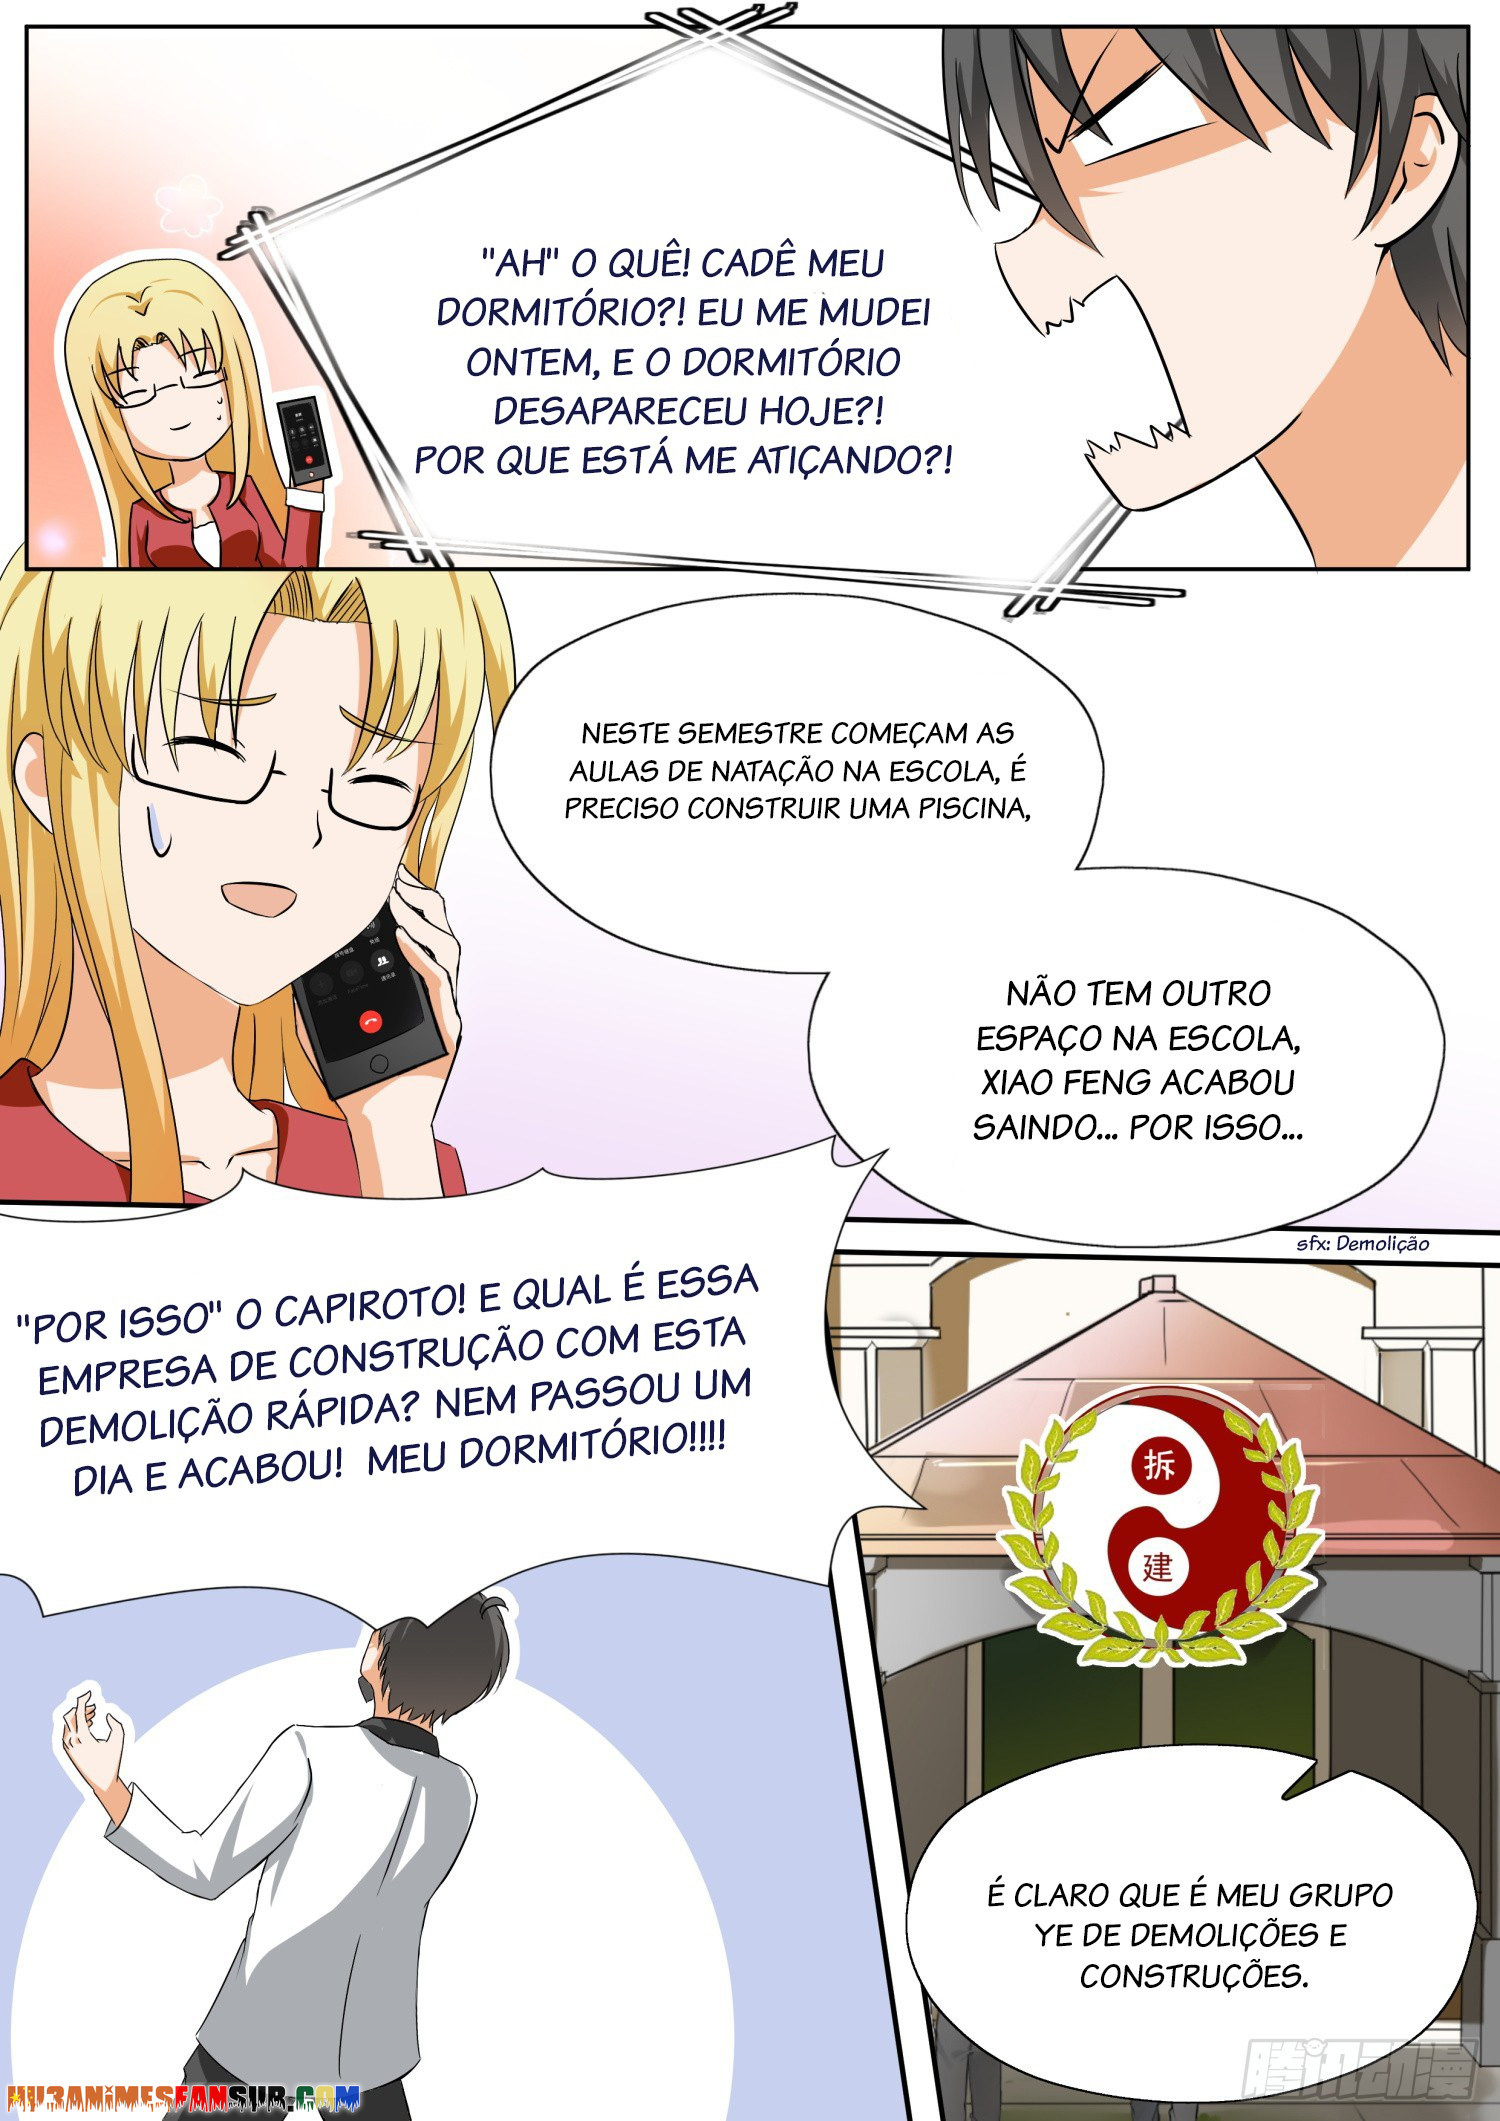 "AH" O QUÊ! CADÊ MEU
DORMITÓRIO?! EU ME MUDEI
ONTEM, E O DORMITÓRIO
DESAPARECEU HOJE?!
POR QUE ESTÁ ME ATIÇANDO?!
NESTE SEMESTRE COMEÇAM AS
AULAS DE NATAÇÃO NA ESCOLA, É
PRECISO CONSTRUIR UMA PISCINA,
NÃO TEM OUTRO
ESPAÇO NA ESCOLA,
XIAO FENG ACABOU
SAINDO... POR ISSO...
"POR ISSO" O CAPIROTO! E QUAL É ESSA
EMPRESA DE CONSTRUÇÃO COM ESTA
DEMOLIÇÃO RÁPIDA? NEM PASSOU UM
DIA E ACABOU! MEU DORMITÓRIO!!!!
sfx: Demolição
拆
拆
建
É CLARO QUE É MEU GRUPO
YE DE DEMOLIÇÕES E
CONSTRUÇÕES.
HU3ANIMESFANSUB.COM
腾讯动漫